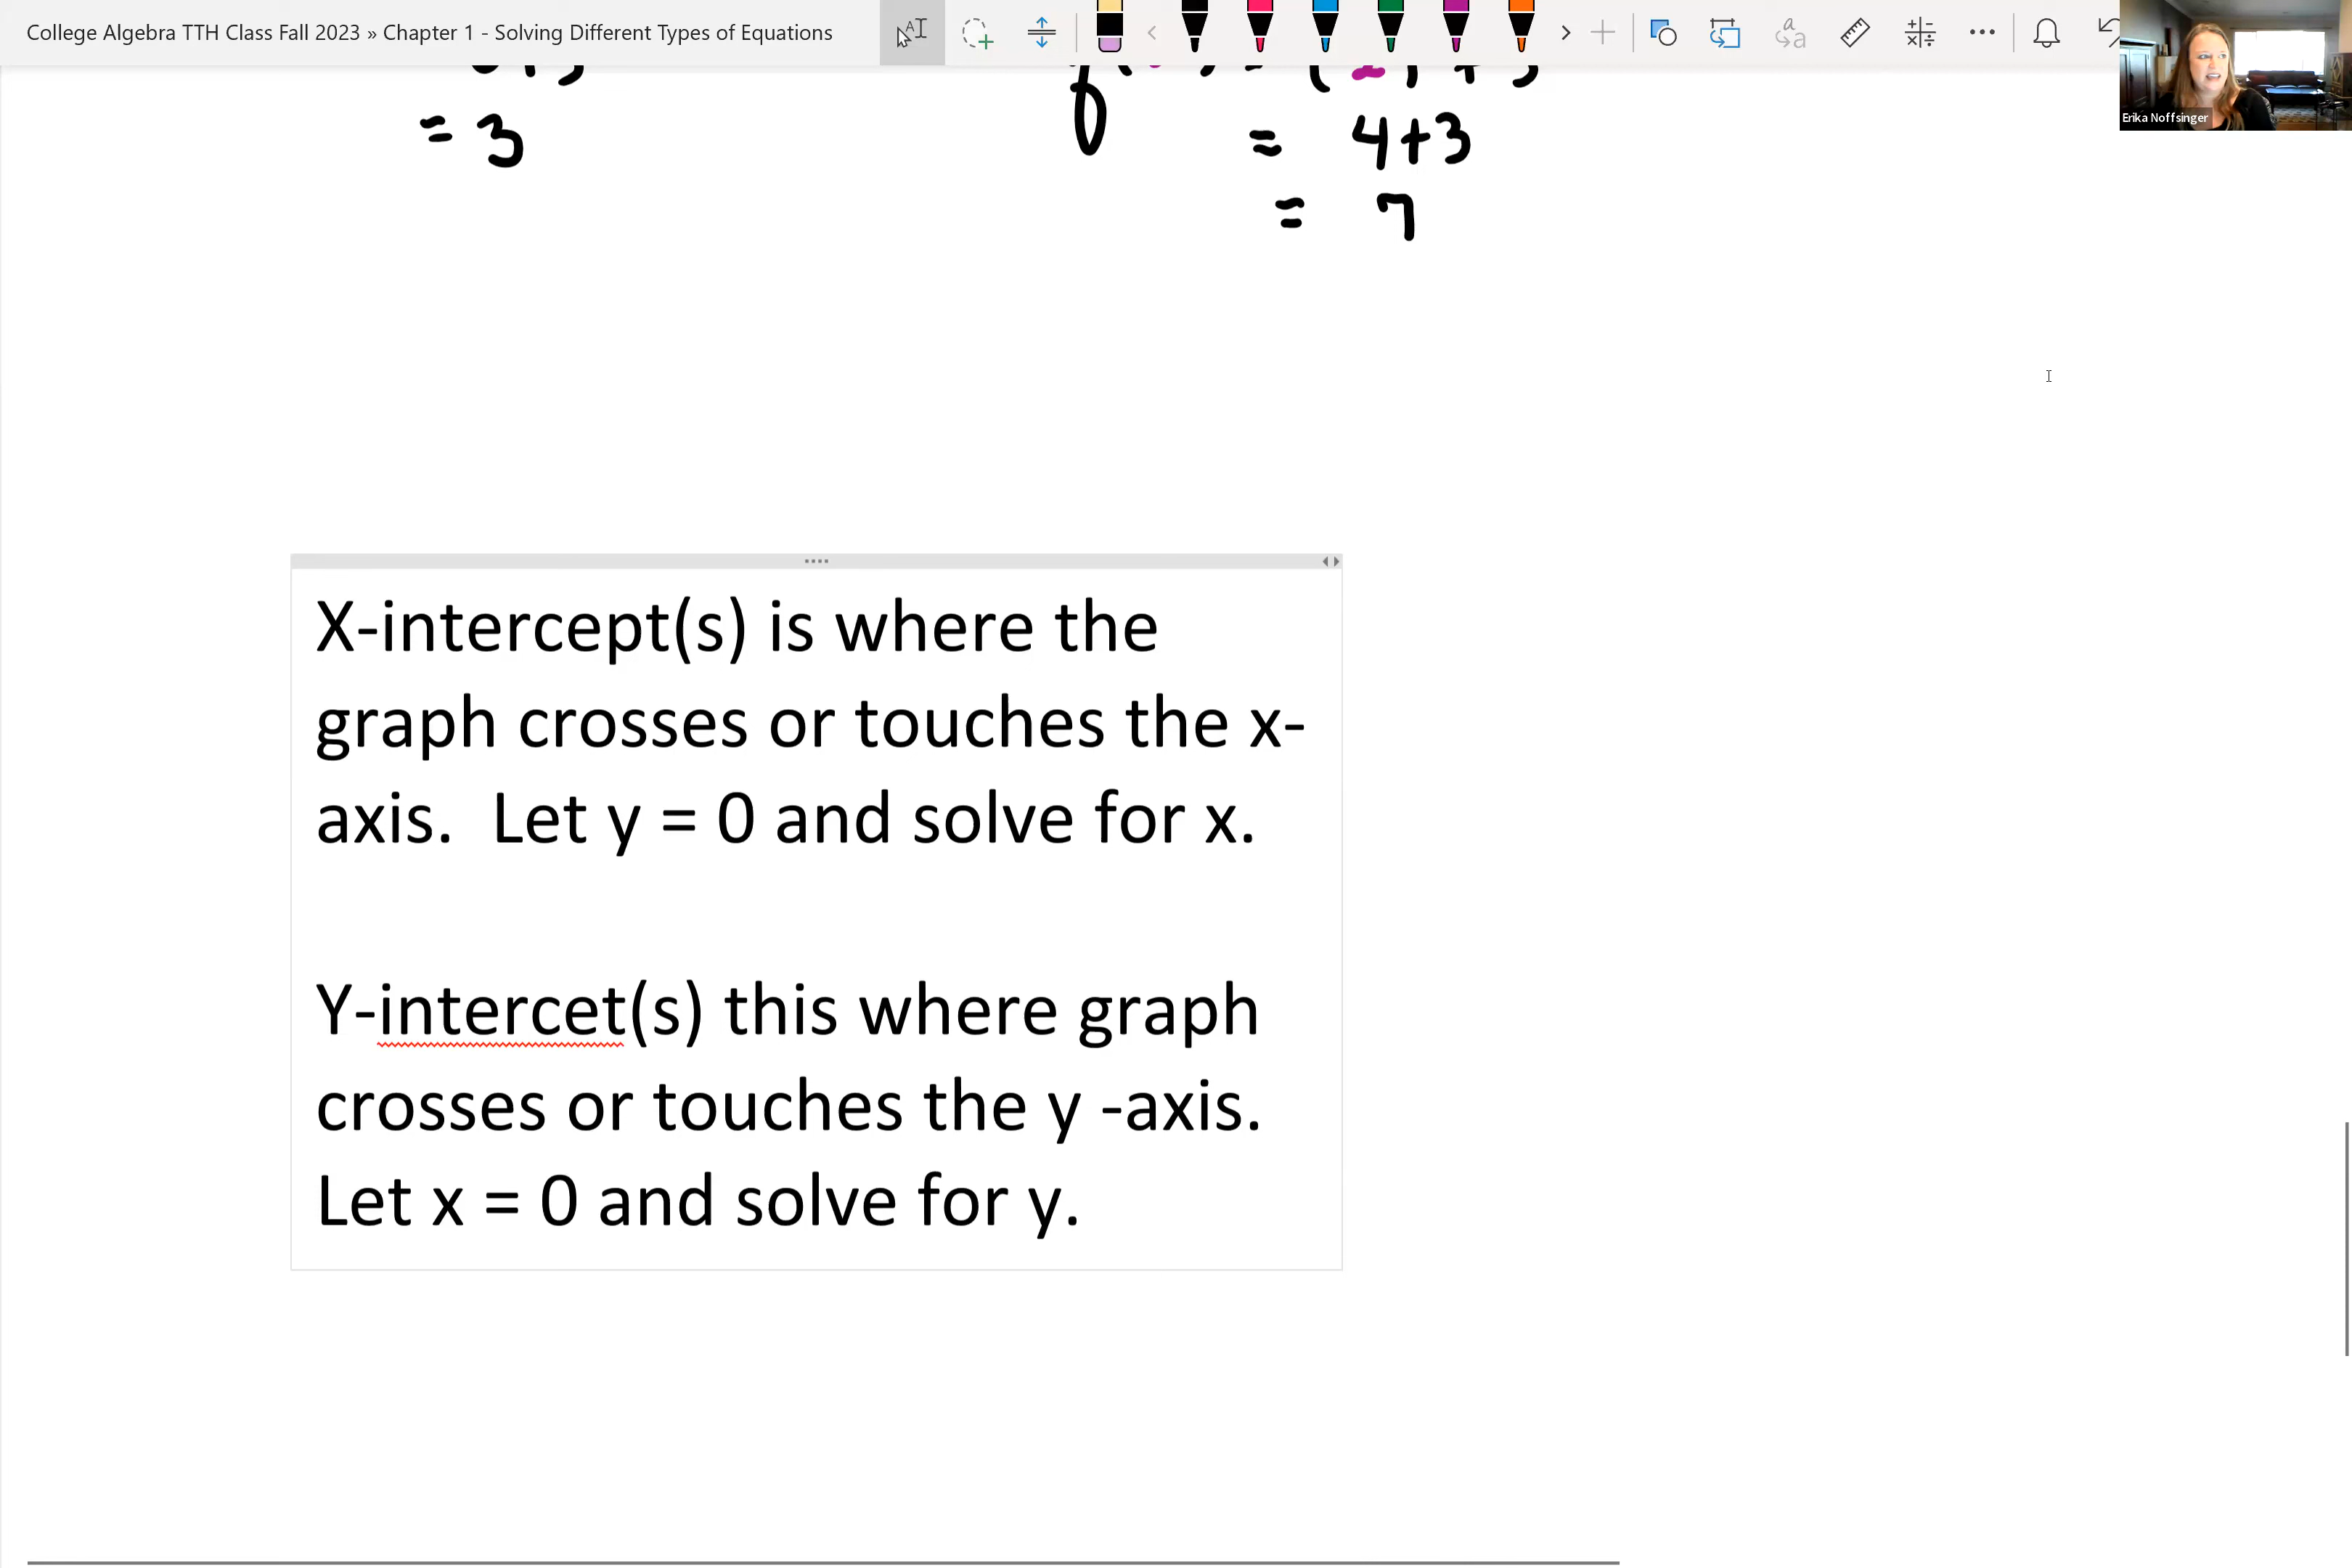 College Algebra TTH Class Fall 2023 » Chapter 1 - Solving Different Types of Equations
Erika Noffsinger
= 3
= 4+3
= 7
X-intercept(s) is where the
graph crosses or touches the x-
axis.  Let y = 0 and solve for x.
Y-intercet(s) this where graph
crosses or touches the y -axis.
Let x = 0 and solve for y.